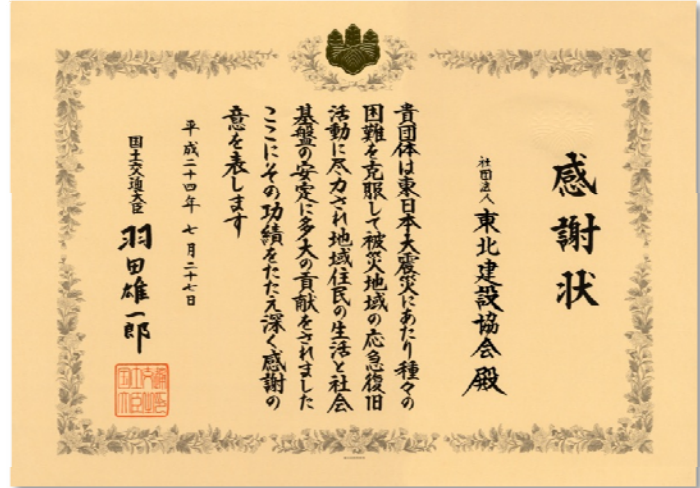 感謝状
社団法人 東北建設協会 殿
貴団体は東日本大震災にあたり種々の
困難を克服して被災地域の応急復旧
活動に尽力され地域住民の生活と社会
基盤の安定に多大の貢献をされました
ここにその功績をたたえ深く感謝の
意を表します
平成二十四年七月二十七日
国土交通大臣 羽田雄一郎